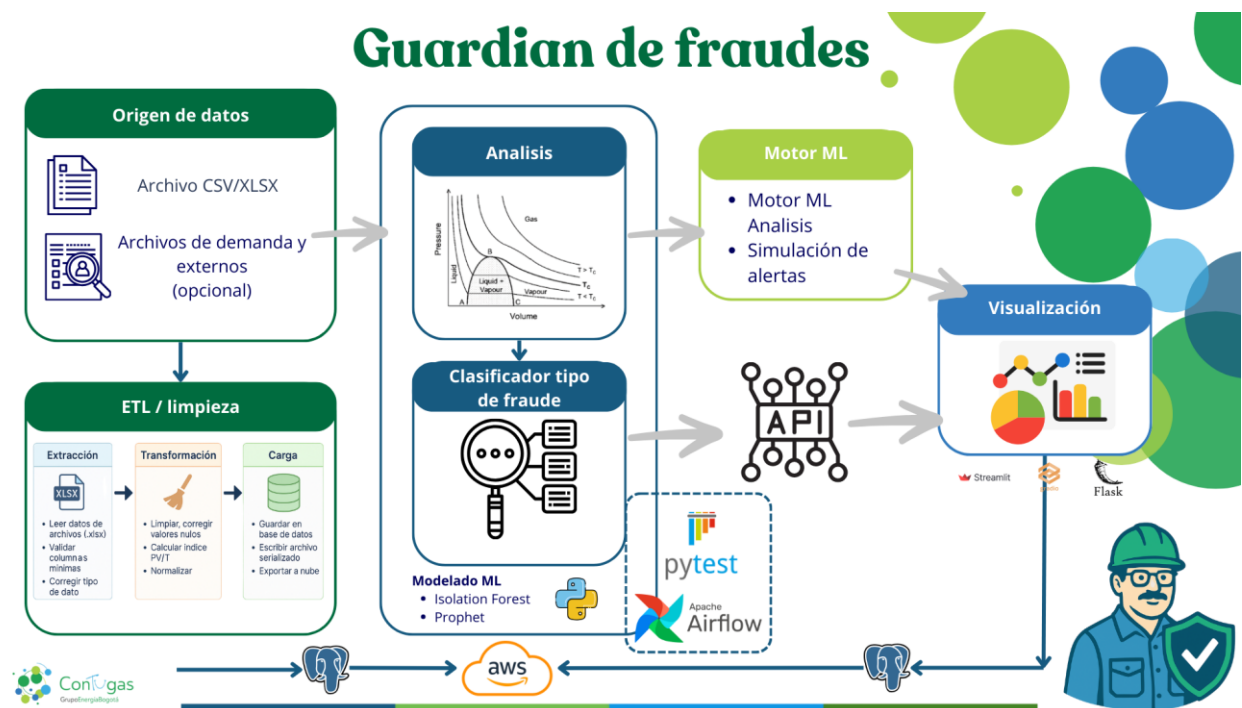 Guardian de fraudes
Origen de datos
Archivo CSV/XLSX
Archivos de demanda y
externos
(opcional)
ETL / limpieza
Extracción
XLSX
• Leer datos de
archivos (.xlsx)
• Validar
columnas
mínimas
• Corregir tipo
de dato
Transformación
• Limpiar, corregir
valores nulos
• Calcular índice
PV/T
• Normalizar
Carga
• Guardar en
base de datos
• Escribir archivo
serializado
• Exportar a nube
Analisis
Pressure
Gas
Liquid
B
Liquid +
Vapour
Vapour
A
C
T > Tc
Tc
T < Tc
Volume
Clasificador tipo
de fraude
Modelado ML
• Isolation Forest
• Prophet
Motor ML
• Motor ML
Analisis
• Simulación de
alertas
API
pytest
Apache
Airflow
Visualización
Streamlit
Flask
aws
ConTUgas
GrupoEnergíaBogotá